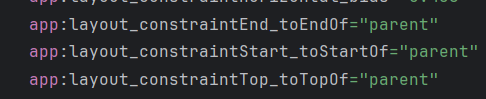 app:layout_constraintEnd_toEndOf="parent"
app:layout_constraintStart_toStartOf="parent"
app:layout_constraintTop_toTopOf="parent"